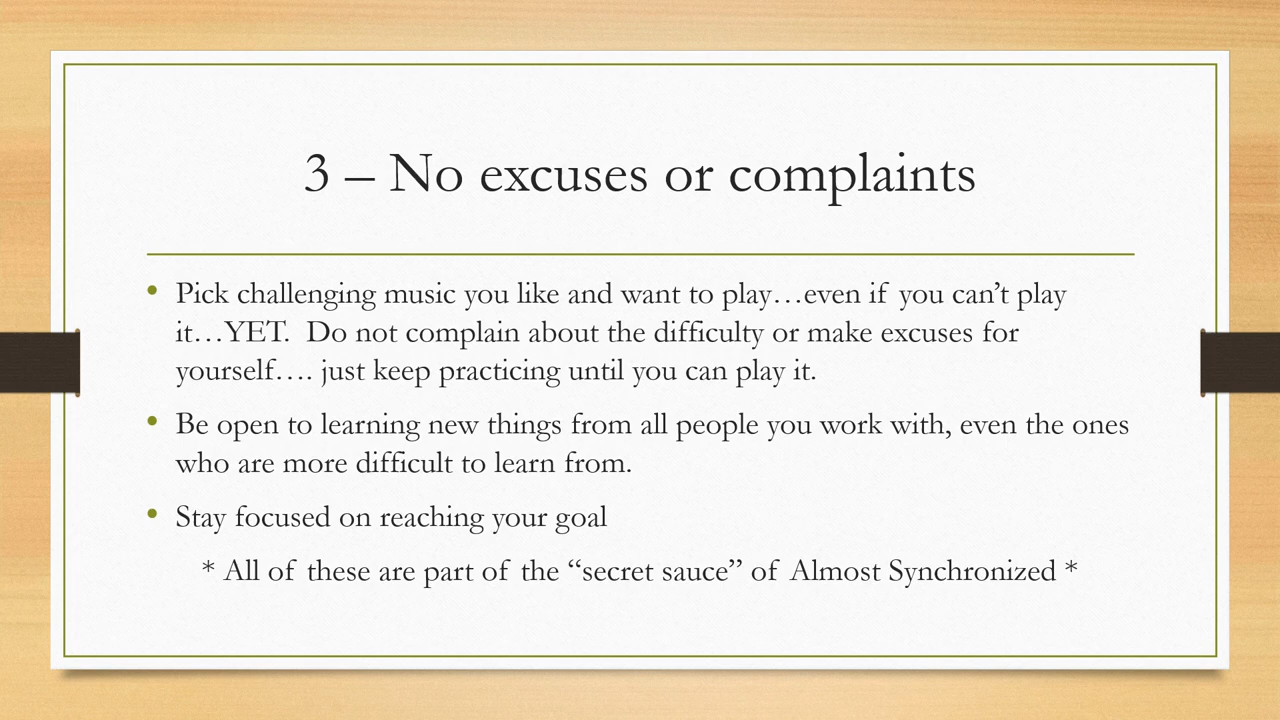 3 – No excuses or complaints
• Pick challenging music you like and want to play…even if you can’t play
it…YET.  Do not complain about the difficulty or make excuses for
yourself…. just keep practicing until you can play it.
• Be open to learning new things from all people you work with, even the ones
who are more difficult to learn from.
• Stay focused on reaching your goal
* All of these are part of the “secret sauce” of Almost Synchronized *